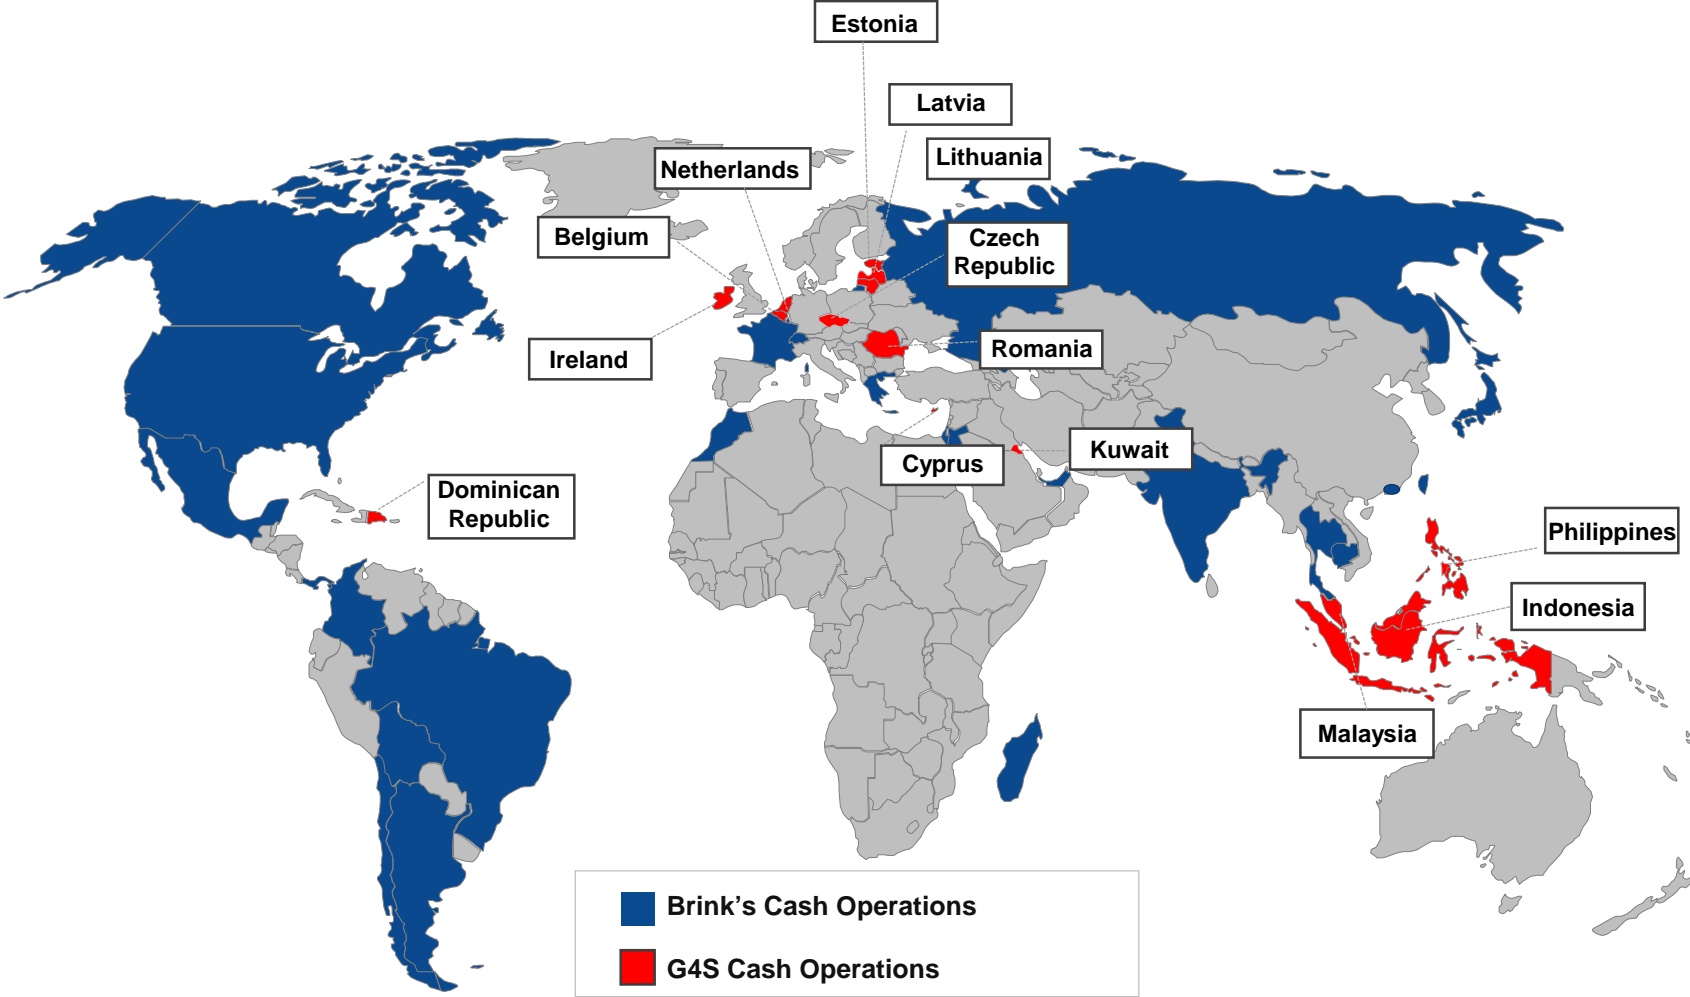 Estonia
Latvia
Lithuania
Netherlands
Belgium
Czech
Republic
Ireland
Romania
Cyprus
Kuwait
Dominican
Republic
Philippines
Indonesia
Malaysia
Brink’s Cash Operations
G4S Cash Operations